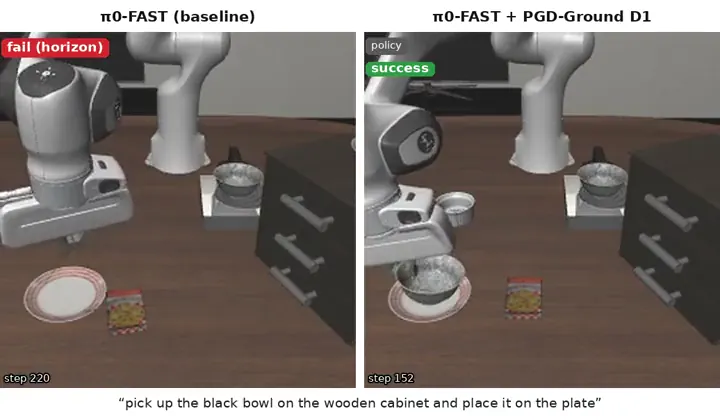 π0-FAST (baseline)
π0-FAST + PGD-Ground D1
fail (horizon)
policy
success
step 220
step 152
“pick up the black bowl on the wooden cabinet and place it on the plate”